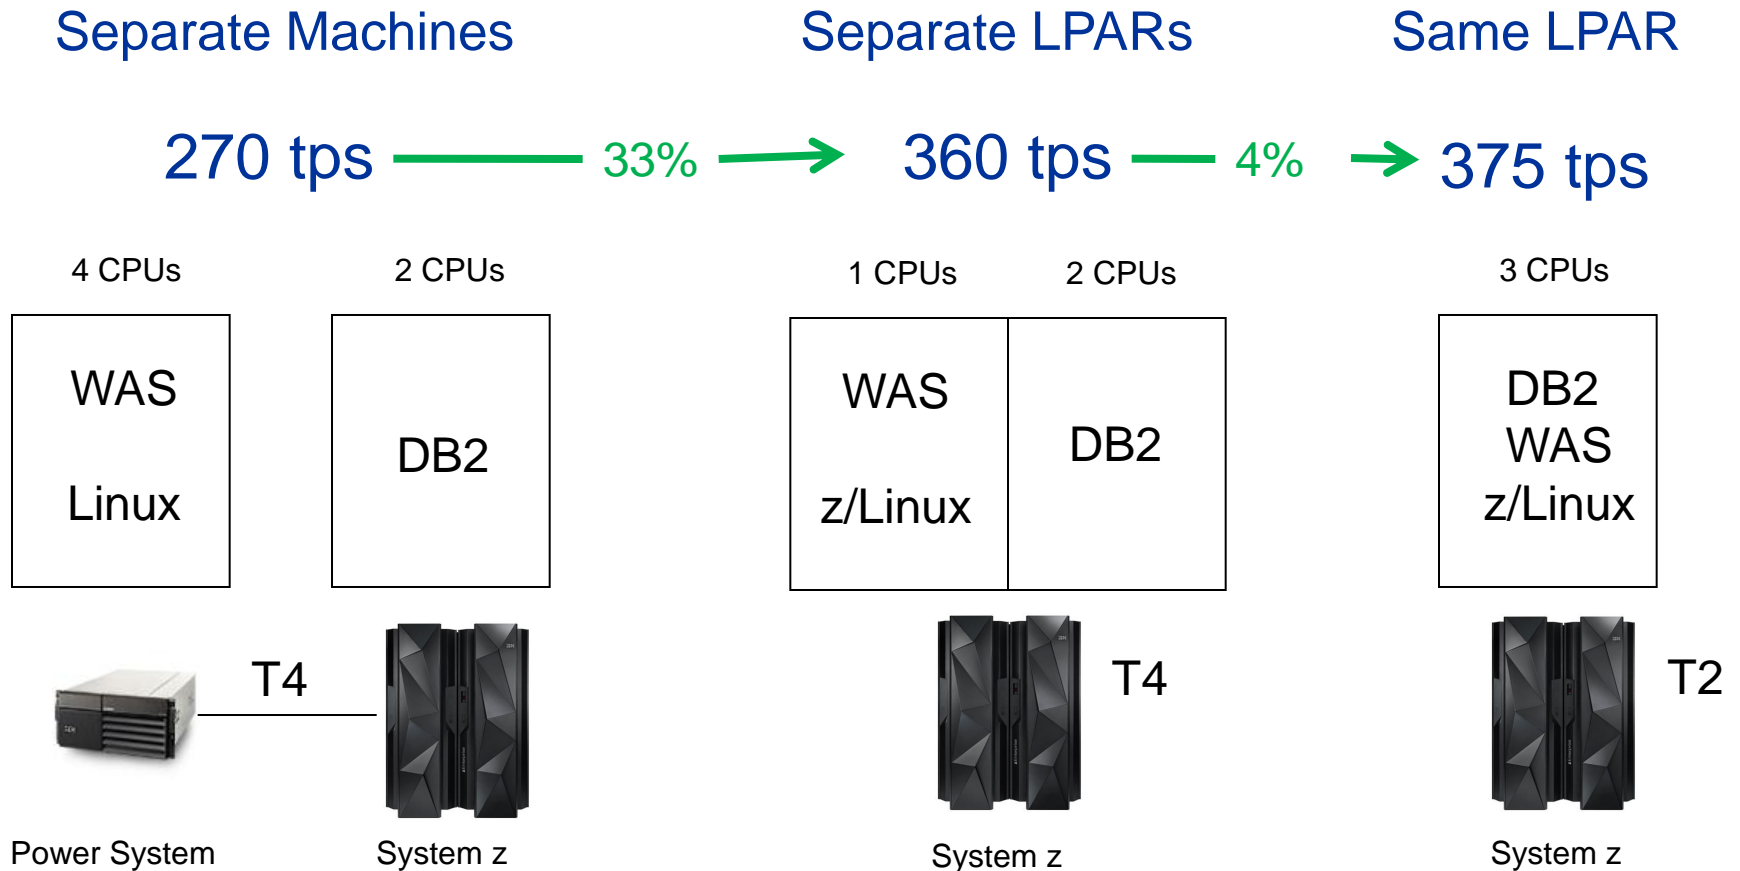 Separate Machines
Separate LPARs
Same LPAR
270 tps
33%
360 tps
4%
375 tps
4 CPUs
2 CPUs
1 CPUs
2 CPUs
3 CPUs
WAS
Linux
DB2
WAS
z/Linux
DB2
DB2
WAS
z/Linux
T4
T4
T2
Power System
System z
System z
System z